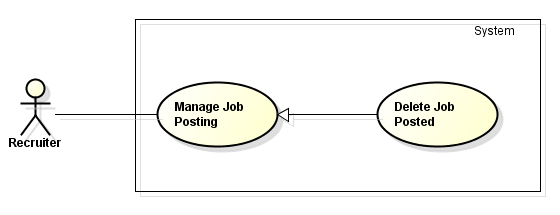 System
Manage Job
Posting
Delete Job
Posted
Recruiter